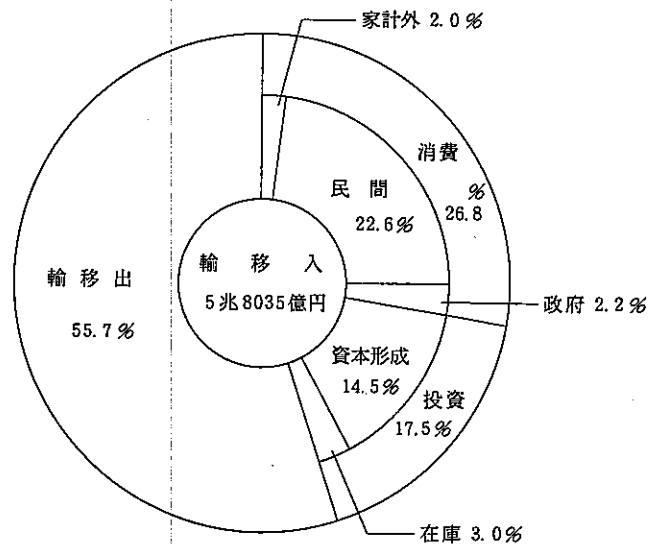 家計外 2.0%
消費
%
26.8
民間
22.6%
輸移入
5兆8035億円
輸移出
55.7%
政府 2.2%
資本形成
14.5%
投資
17.5%
在庫 3.0%